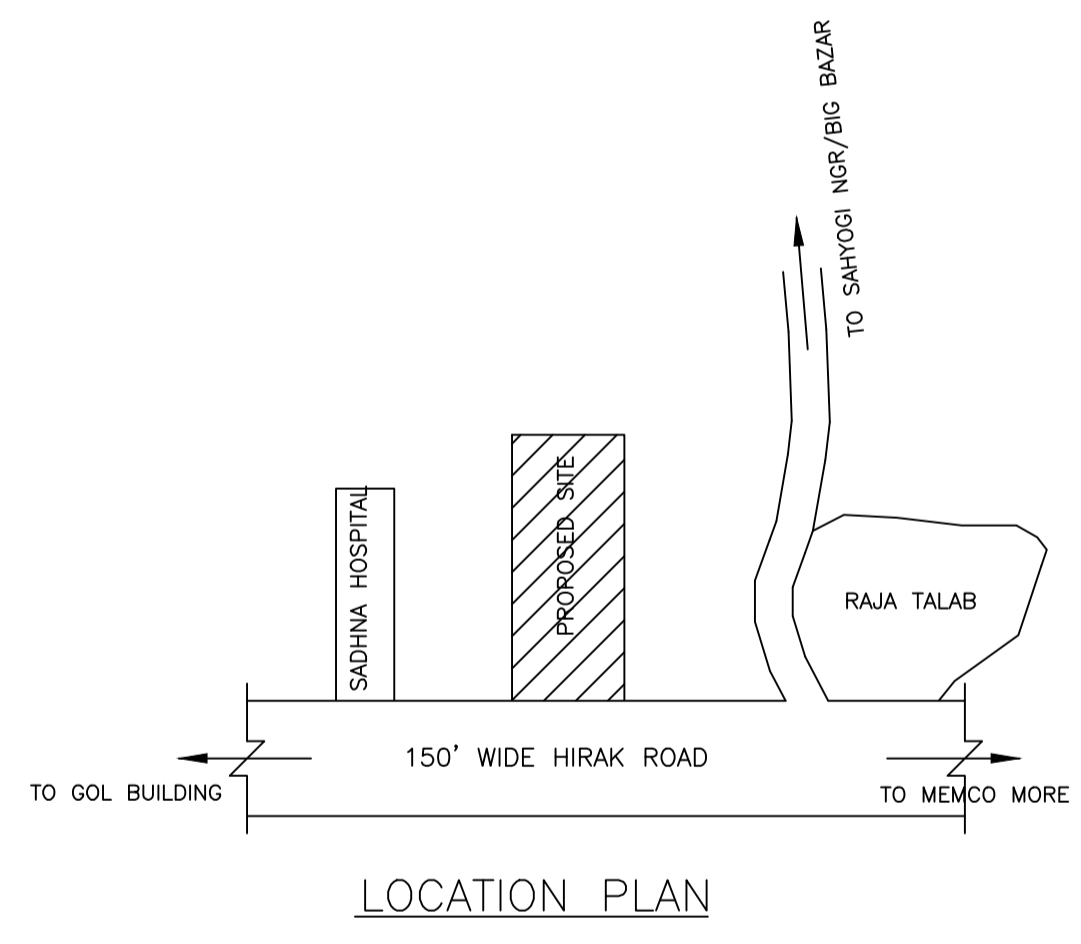 TO SAHYOGI NGR/BIG BAZAR
SADHNA HOSPITAL
PROPOSED SITE
RAJA TALAB
150' WIDE HIRAK ROAD
TO GOL BUILDING
TO MEMCO MORE
LOCATION PLAN